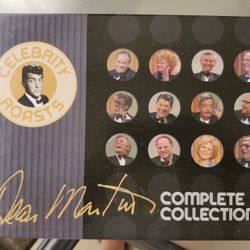 CELEBRITY
ROASTS
Dean Martin
COMPLETE
COLLECTION